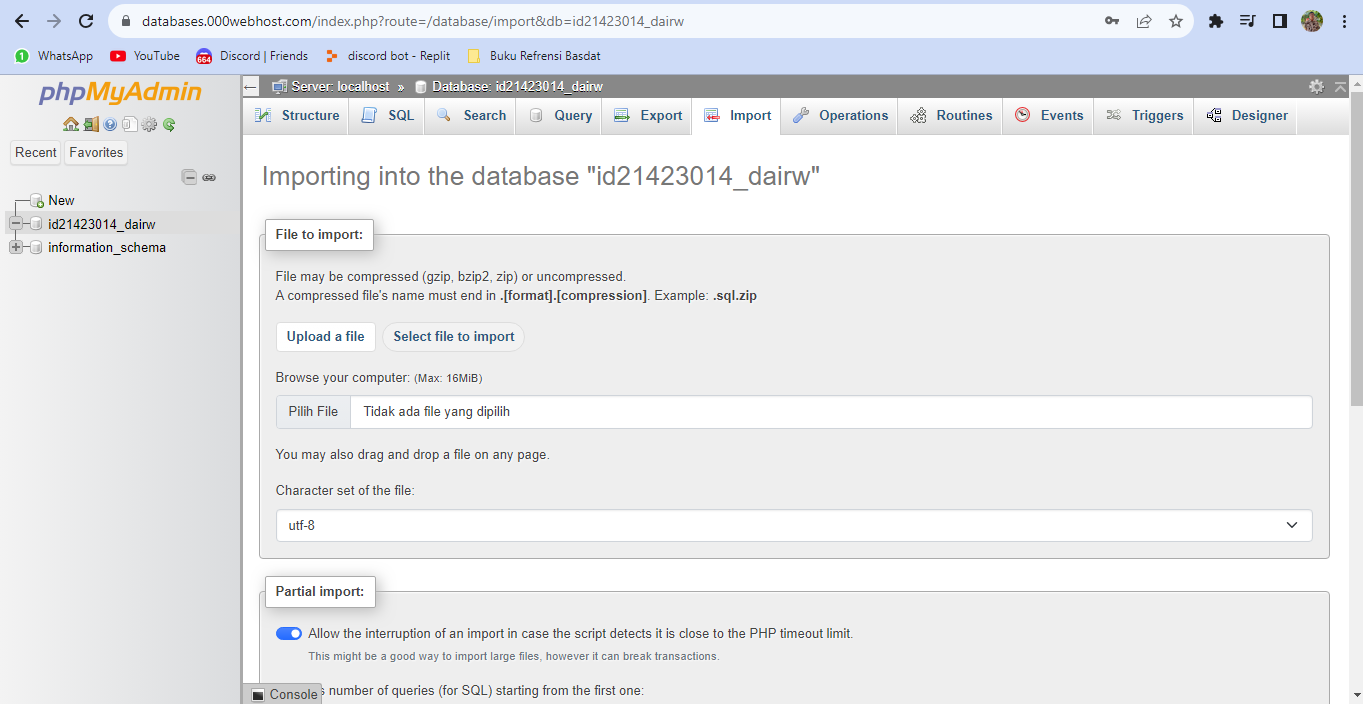 databases.000webhost.com/index.php?route=/database/import&db=id21423014_dairw
1 WhatsApp YouTube 664 Discord | Friends discord bot - Replit Buku Refrensi Basdat
phpMyAdmin
Server: localhost » Database: id21423014_dairw
Structure SQL Search Query Export Import Operations Routines Events Triggers Designer
Recent Favorites
New
id21423014_dairw
information_schema
Importing into the database "id21423014_dairw"
File to import:
File may be compressed (gzip, bzip2, zip) or uncompressed.
A compressed file's name must end in .[format].[compression]. Example: .sql.zip
Upload a file Select file to import
Browse your computer: (Max: 16MiB)
Pilih File Tidak ada file yang dipilih
You may also drag and drop a file on any page.
Character set of the file:
utf-8
Partial import:
Allow the interruption of an import in case the script detects it is close to the PHP timeout limit.
This might be a good way to import large files, however it can break transactions.
number of queries (for SQL) starting from the first one:
Console